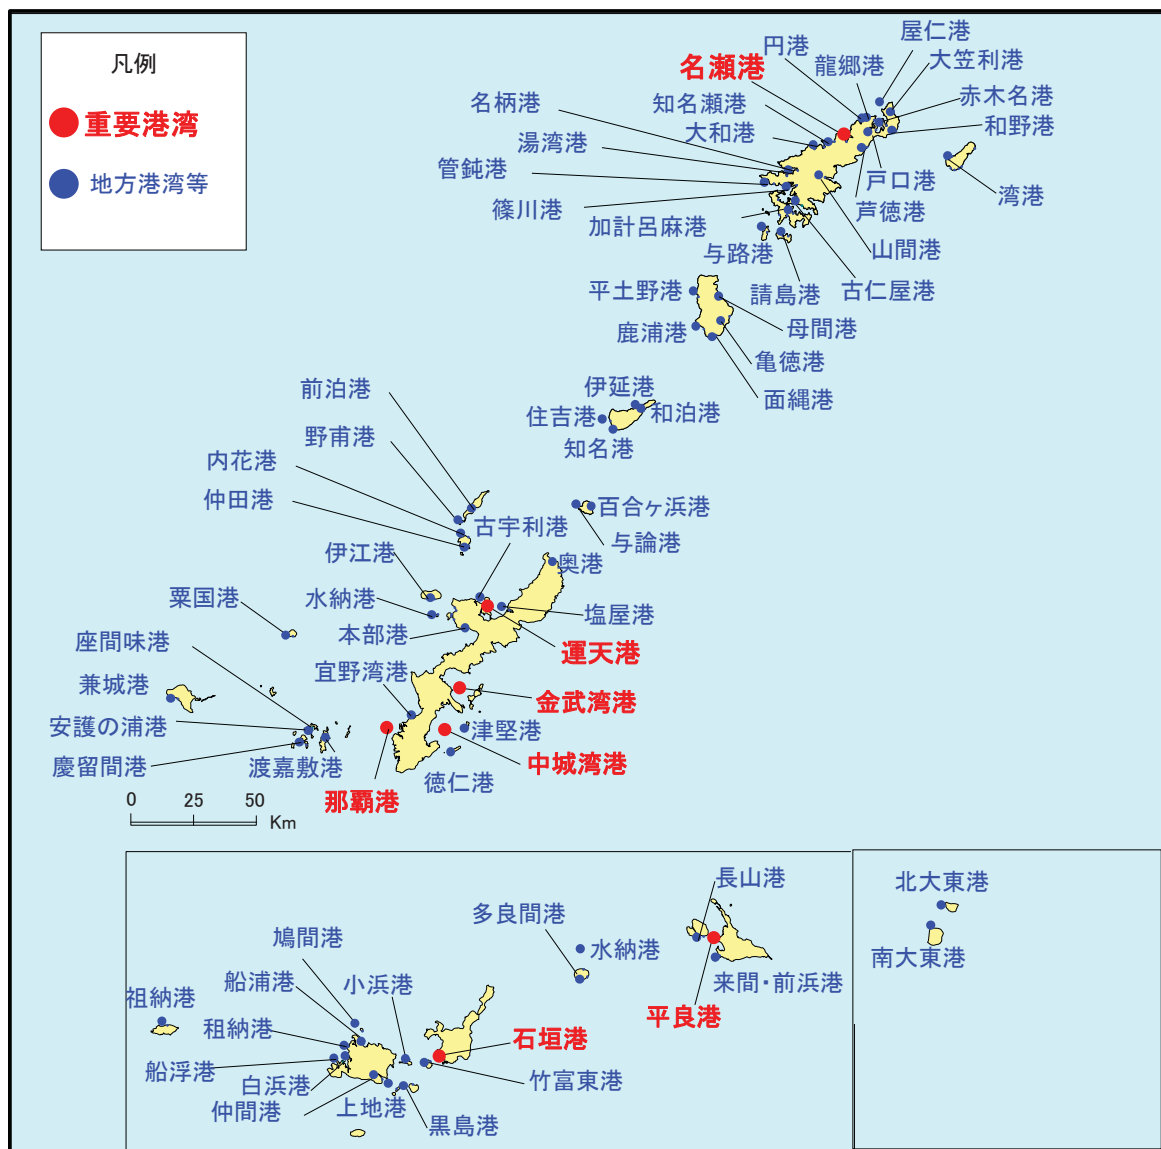 凡例
重要港湾
地方港湾等
屋仁港
円港
大笠利港
名瀬港
龍郷港
赤木名港
名柄港
知名瀬港
和野港
大和港
湯湾港
管鈍港
戸口港
湾港
篠川港
芦徳港
加計呂麻港
山間港
与路港
請島港
古仁屋港
平土野港
母間港
鹿浦港
亀徳港
面縄港
伊延港
前泊港
住吉港
和泊港
野甫港
知名港
内花港
仲田港
百合ヶ浜港
古宇利港
与論港
伊江港
奥港
粟国港
水納港
塩屋港
座間味港
本部港
運天港
宜野湾港
兼城港
金武湾港
安護の浦港
津堅港
慶留間港
渡嘉敷港
中城湾港
徳仁港
那覇港
0 25 50
Km
長山港
北大東港
多良間港
鳩間港
水納港
南大東港
船浦港
小浜港
来間・前浜港
祖納港
平良港
租納港
石垣港
船浮港
白浜港
竹富東港
仲間港
上地港
黒島港